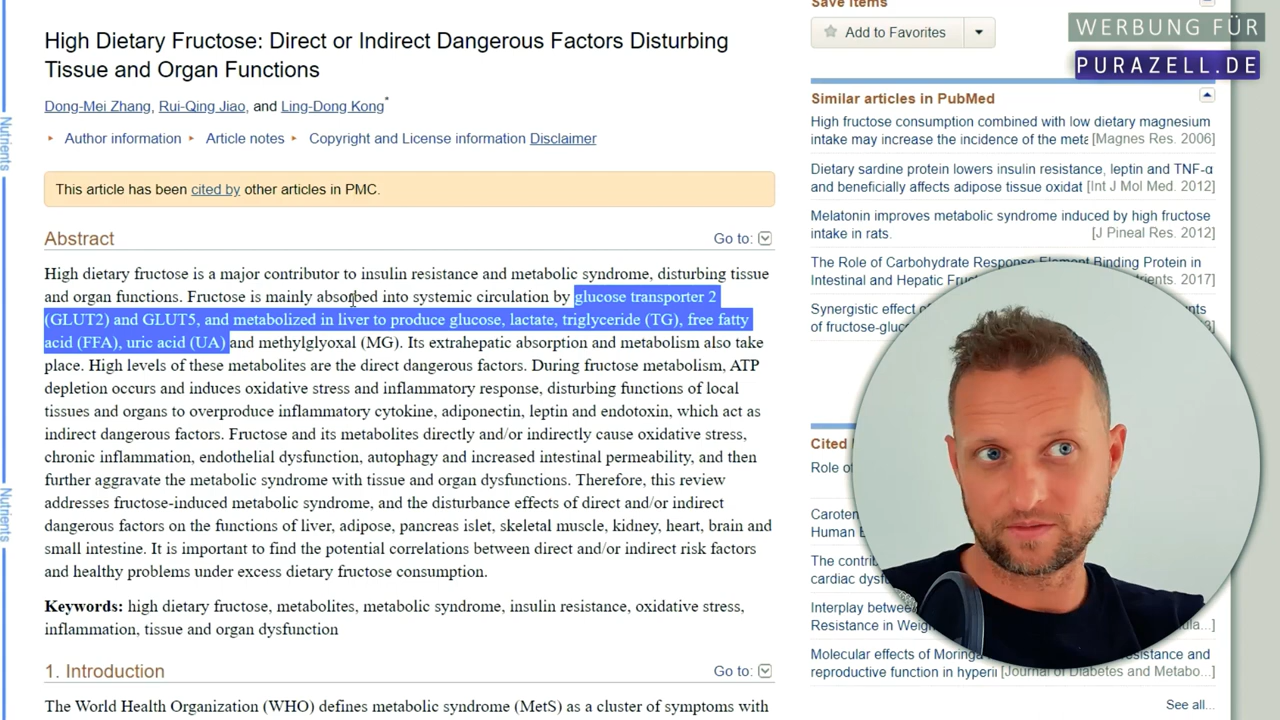 Save items
WERBUNG FÜR
Add to Favorites
PURAZELL.DE
High Dietary Fructose: Direct or Indirect Dangerous Factors Disturbing
Tissue and Organ Functions
Dong-Mei Zhang, Rui-Qing Jiao, and Ling-Dong Kong*
Author information Article notes Copyright and License information Disclaimer
This article has been cited by other articles in PMC.
Nutrients
Nutrients
Abstract Go to:
High dietary fructose is a major contributor to insulin resistance and metabolic syndrome, disturbing tissue
and organ functions. Fructose is mainly absorbed into systemic circulation by glucose transporter 2
(GLUT2) and GLUT5, and metabolized in liver to produce glucose, lactate, triglyceride (TG), free fatty
acid (FFA), uric acid (UA) and methylglyoxal (MG). Its extrahepatic absorption and metabolism also take
place. High levels of these metabolites are the direct dangerous factors. During fructose metabolism, ATP
depletion occurs and induces oxidative stress and inflammatory response, disturbing functions of local
tissues and organs to overproduce inflammatory cytokine, adiponectin, leptin and endotoxin, which act as
indirect dangerous factors. Fructose and its metabolites directly and/or indirectly cause oxidative stress,
chronic inflammation, endothelial dysfunction, autophagy and increased intestinal permeability, and then
further aggravate the metabolic syndrome with tissue and organ dysfunctions. Therefore, this review
addresses fructose-induced metabolic syndrome, and the disturbance effects of direct and/or indirect
dangerous factors on the functions of liver, adipose, pancreas islet, skeletal muscle, kidney, heart, brain and
small intestine. It is important to find the potential correlations between direct and/or indirect risk factors
and healthy problems under excess dietary fructose consumption.
Keywords: high dietary fructose, metabolites, metabolic syndrome, insulin resistance, oxidative stress,
inflammation, tissue and organ dysfunction
1. Introduction Go to:
The World Health Organization (WHO) defines metabolic syndrome (MetS) as a cluster of symptoms with
Similar articles in PubMed
High fructose consumption combined with low dietary magnesium
intake may increase the incidence of the meta [Magnes Res. 2006]
Dietary sardine protein lowers insulin resistance, leptin and TNF-α
and beneficially affects adipose tissue oxidat [Int J Mol Med. 2012]
Melatonin improves metabolic syndrome induced by high fructose
intake in rats. [J Pineal Res. 2012]
The Role of Carbohydrate Response Element Binding Protein in
Intestinal and Hepatic Fruc utrients. 2017]
Synergistic effect o
of fructose-gluc 3]
Cited
Role of
Caroten
Human E
The contri
cardiac dysf
Interplay betwee
Resistance in Weig ula...]
Molecular effects of Moringa sistance and
reproductive function in hyperii [Journal of Diabetes and Metabo...]
See all...